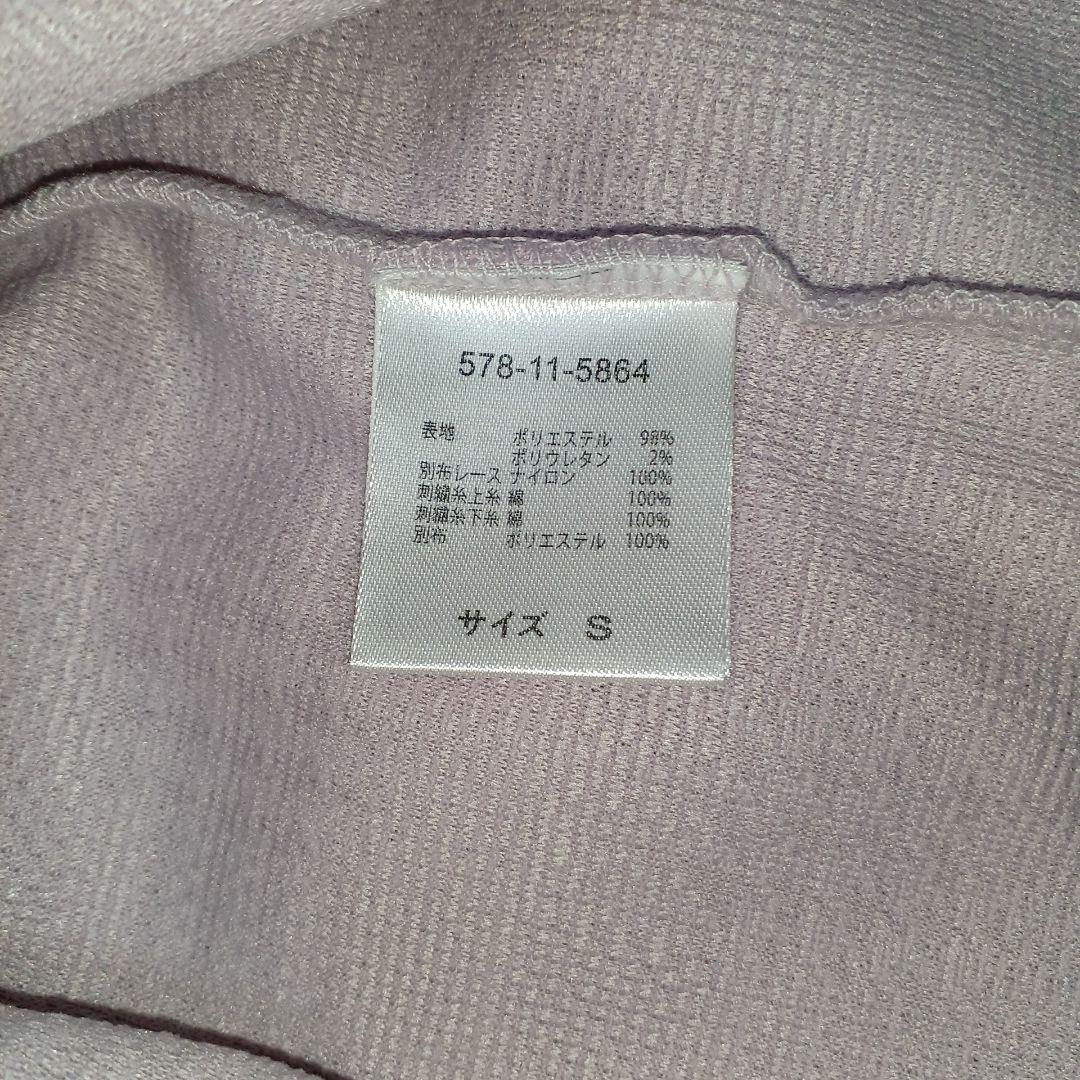 578-11-5864
表地 ポリエステル 98%
ポリウレタン 2%
別布レース ナイロン 100%
刺繍糸上糸 綿 100%
刺繍糸下糸 綿 100%
別布 ポリエステル 100%
サイズ S